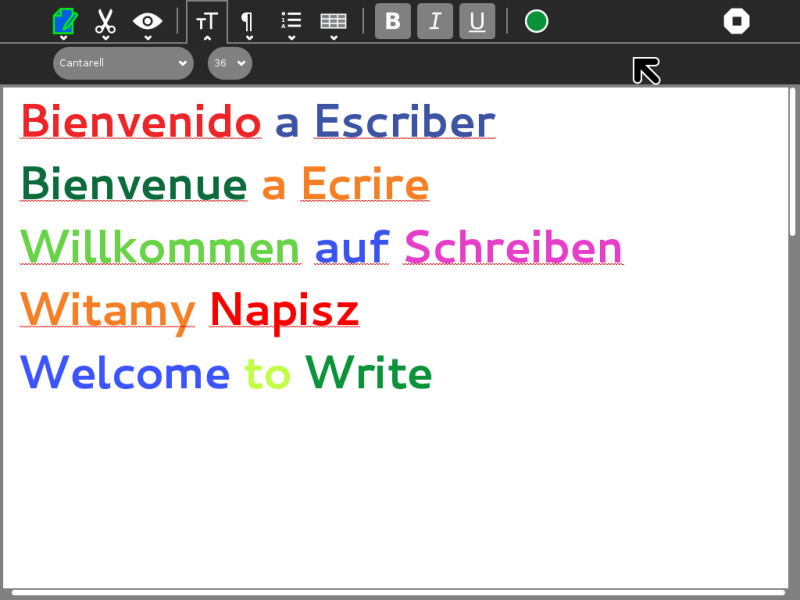 B I U
Cantarell 36
Bienvenido a Escriber
Bienvenue a Ecrire
Willkommen auf Schreiben
Witamy Napisz
Welcome to Write